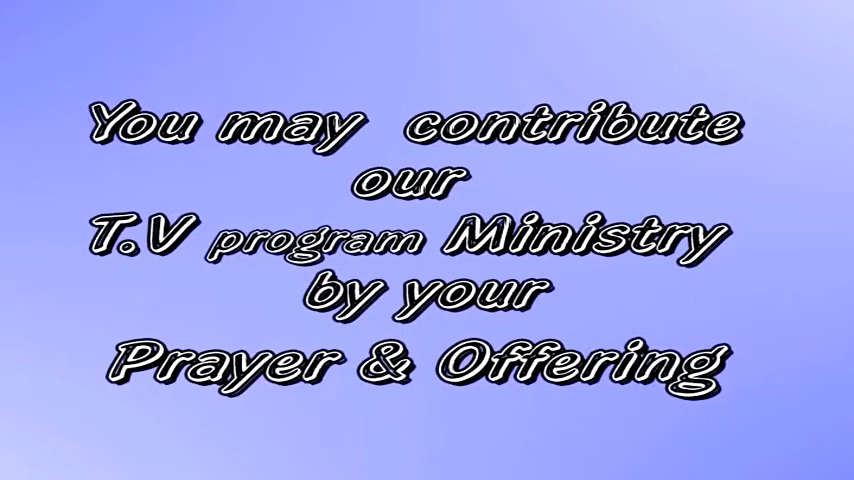 You may contribute
our
T.V program Ministry
by your
Prayer & Offering